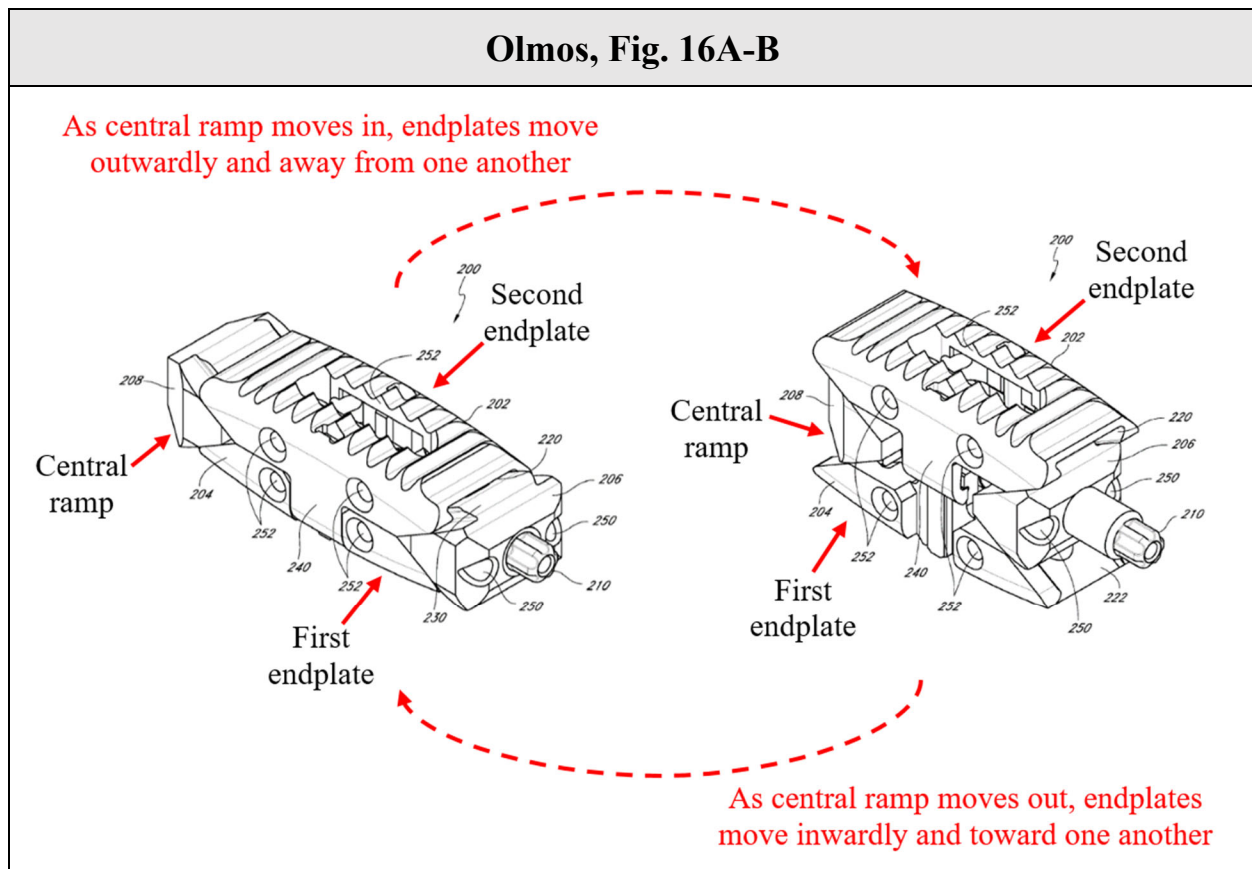 Olmos, Fig. 16A-B
As central ramp moves in, endplates move
outwardly and away from one another
200
Second
endplate
252
202
208
220
206
Central
ramp
204
250
252
240
252
210
230
250
First
endplate
200
Second
endplate
252
202
208
220
206
Central
ramp
250
204
210
252
240
252
222
250
First
endplate
As central ramp moves out, endplates
move inwardly and toward one another